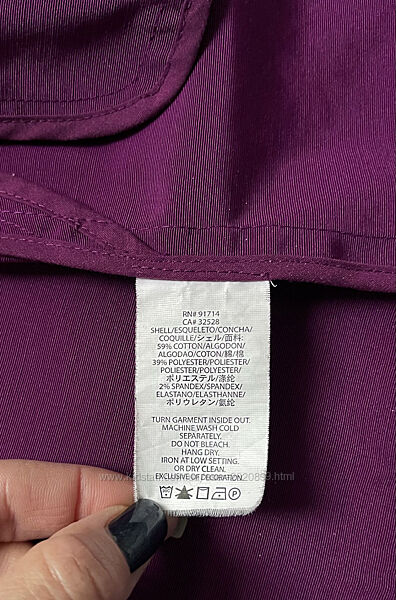 RN# 91714
CA# 32528
SHELL/ESQUELETO/CONCHA/
COQUILLE/シェル/面料:
59% COTTON/ALGODON/
ALGODAO/COTON/綿/棉
39% POLYESTER/POLYESTER/
POLIESTER/POLYESTER/
ポリエステル/涤纶
2% SPANDEX/SPANDEX/
ELASTANO/ELASTHANNE/
ポリウレタン/氨纶
TURN GARMENT INSIDE OUT.
MACHINE WASH COLD
SEPARATELY.
DO NOT BLEACH.
HANG DRY.
IRON AT LOW SETTING.
OR DRY CLEAN.
EXCLUSIVE OF DECORATION.